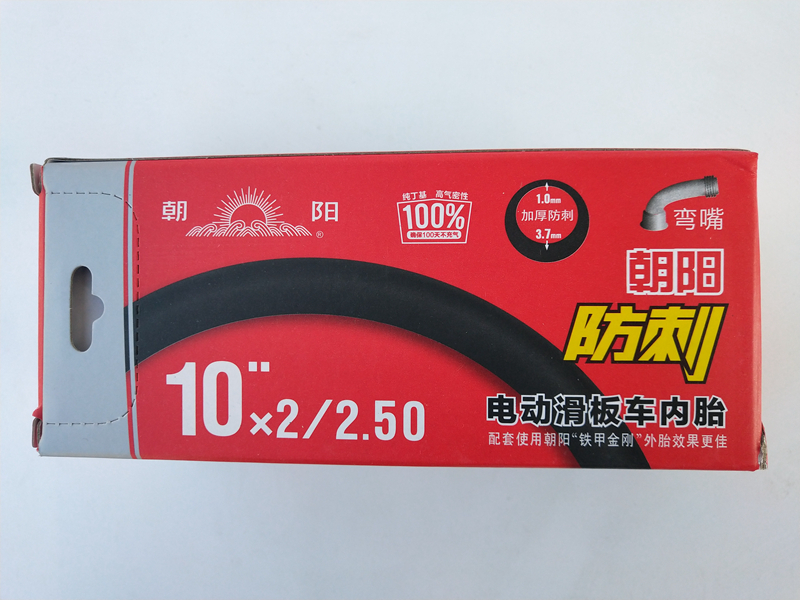 朝 阳
®
纯丁基 高气密性
100%
确保100天不充气
1.0mm
加厚防刺
3.7mm
弯嘴
朝阳
防刺
10"×2/2.50
电动滑板车内胎
配套使用朝阳“铁甲金刚”外胎效果更佳